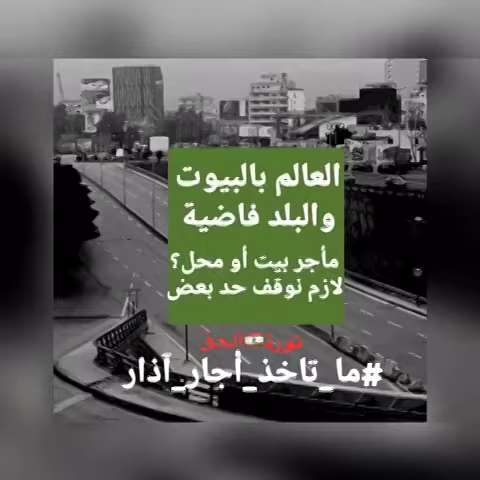 العالم بالبيوت
والبلد فاضية
مأجر بيت أو محل؟
لازم نوقف حد بعض
ثورة الحق
#ما_تاخذ_أجار_آذار